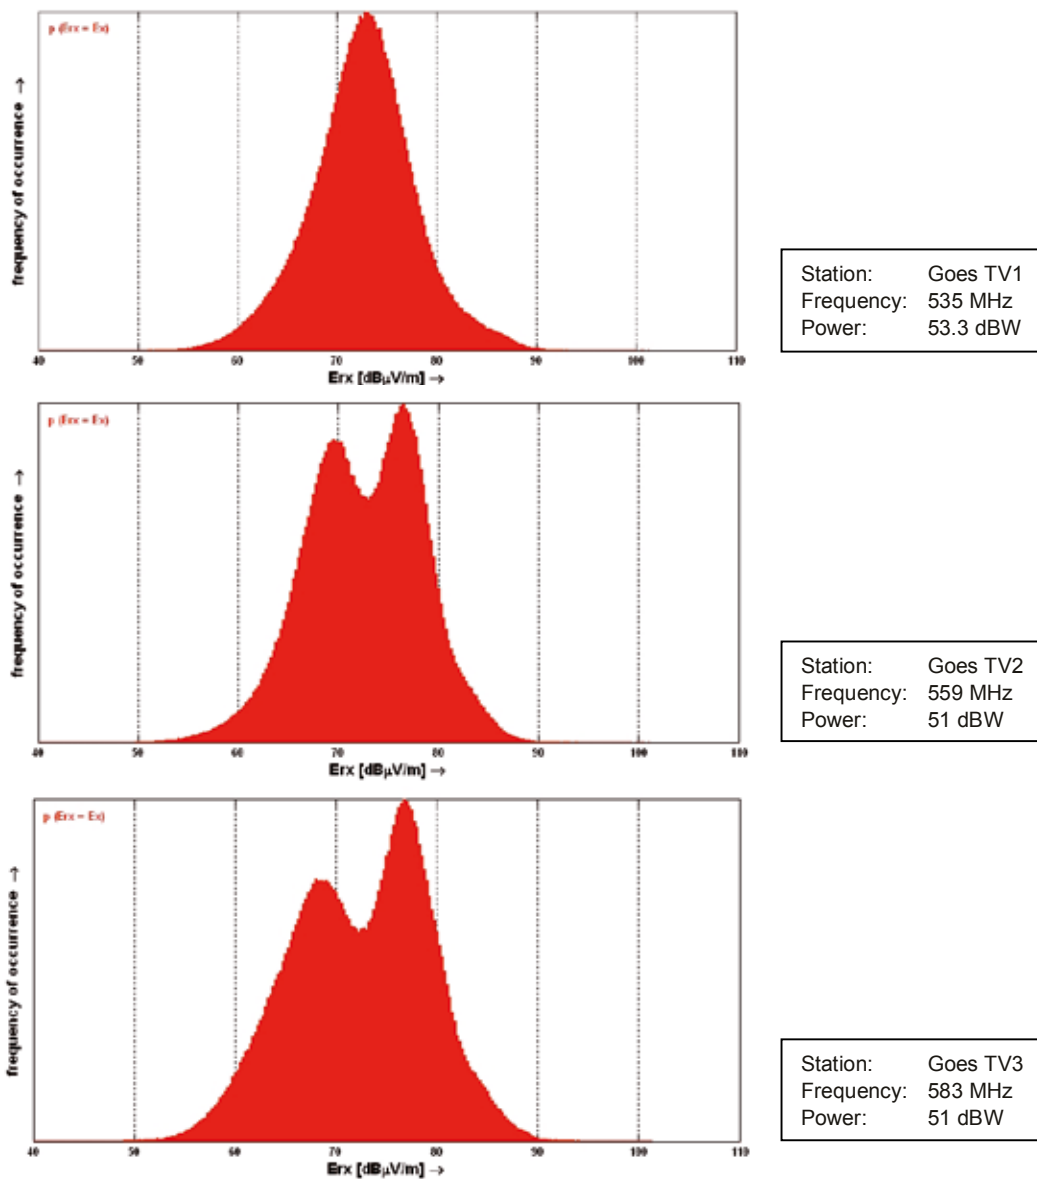 p (Erx = Ex)
frequency of occurrence →
40 50 60 70 80 90 100 110
Erx [dBµV/m] →
Station: Goes TV1
Frequency: 535 MHz
Power: 53.3 dBW
p (Erx = Ex)
frequency of occurrence →
40 50 60 70 80 90 100 110
Erx [dBµV/m] →
Station: Goes TV2
Frequency: 559 MHz
Power: 51 dBW
p (Erx = Ex)
frequency of occurrence →
40 50 60 70 80 90 100 110
Erx [dBµV/m] →
Station: Goes TV3
Frequency: 583 MHz
Power: 51 dBW